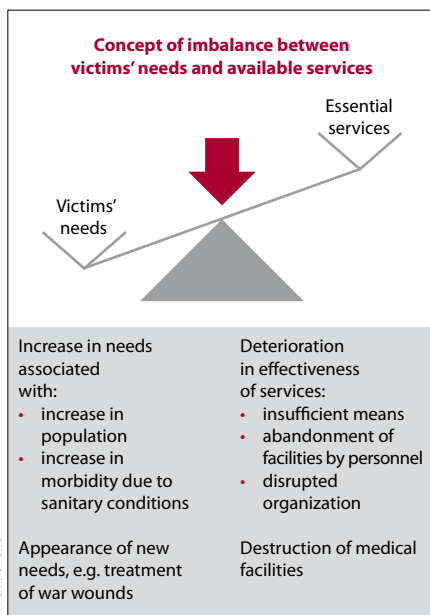 Concept of imbalance between
victims’ needs and available services
Essential
services
Victims’
needs
Increase in needs
associated
with:
• increase in
population
• increase in
morbidity due to
sanitary conditions
Appearance of new
needs, e.g. treatment
of war wounds
Deterioration
in effectiveness
of services:
• insufficient means
• abandonment of
facilities by personnel
• disrupted
organization
Destruction of medical
facilities